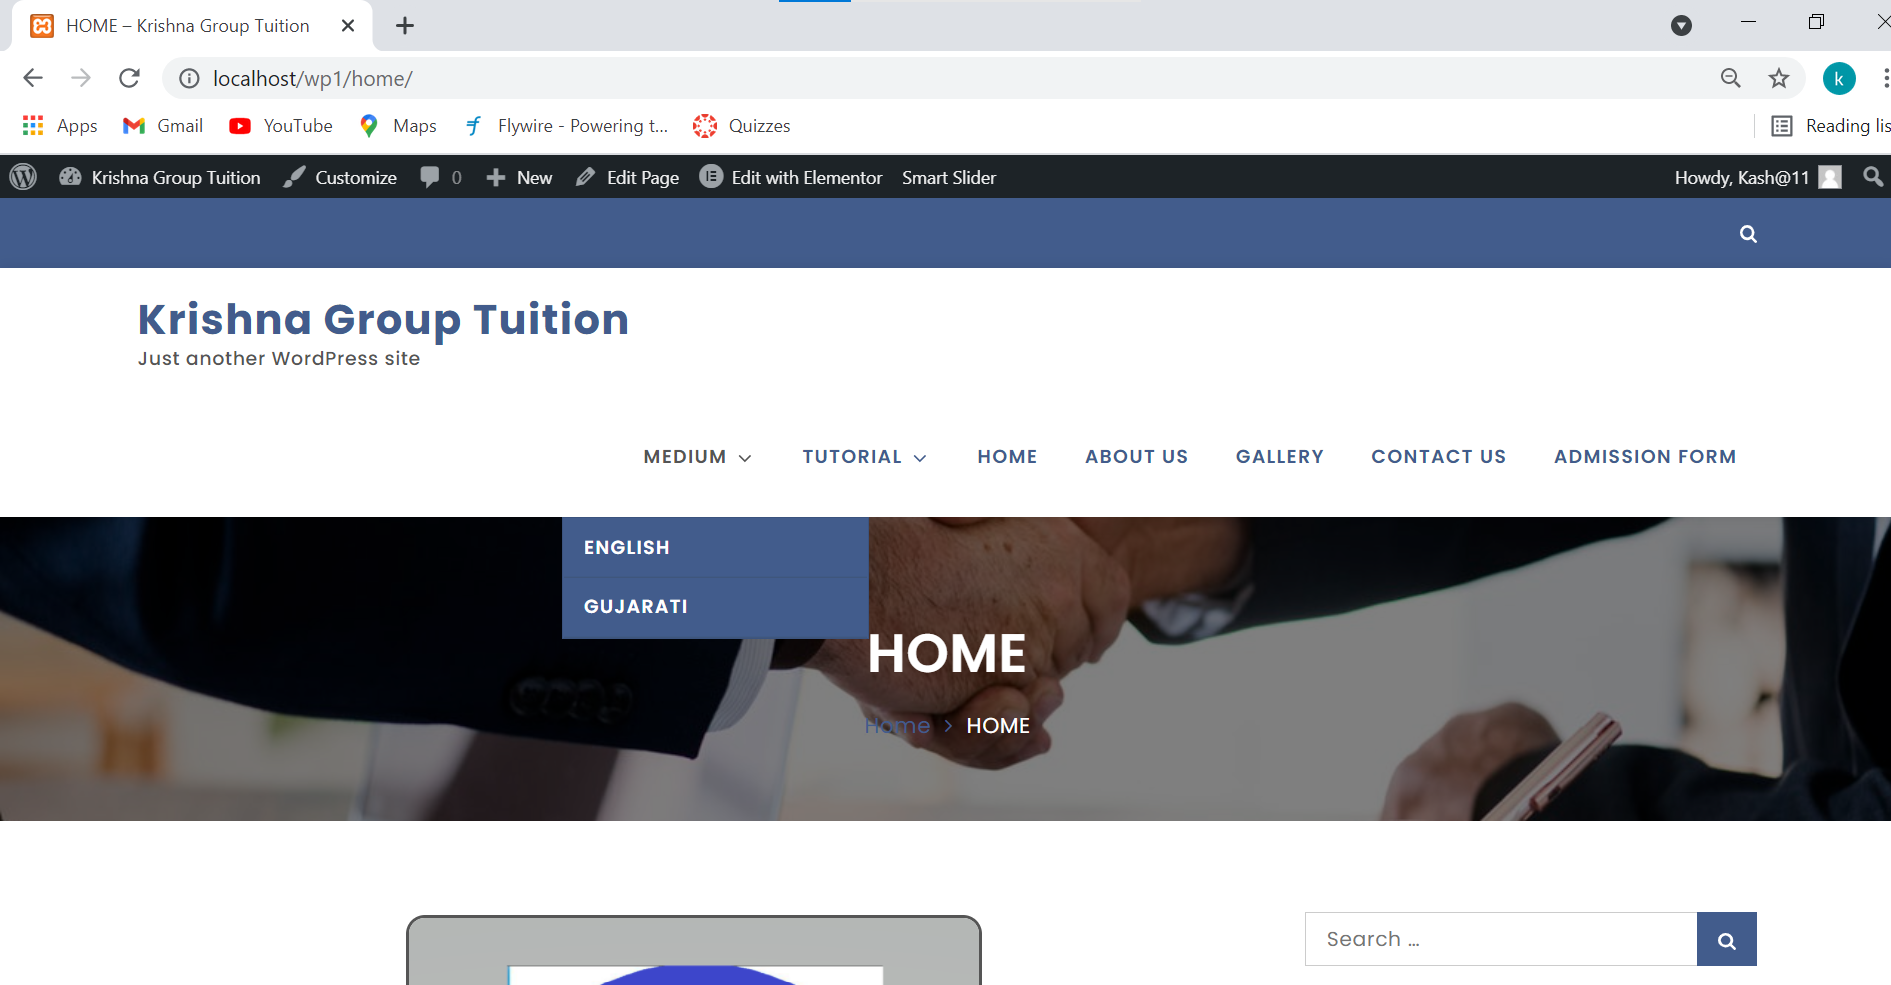 HOME – Krishna Group Tuition
localhost/wp1/home/
k
Apps Gmail YouTube Maps Flywire - Powering t... Quizzes Reading lis
Krishna Group Tuition Customize 0 New Edit Page Edit with Elementor Smart Slider Howdy, Kash@11
Krishna Group Tuition
Just another WordPress site
MEDIUM TUTORIAL HOME ABOUT US GALLERY CONTACT US ADMISSION FORM
ENGLISH
GUJARATI
HOME
Home > HOME
Search …